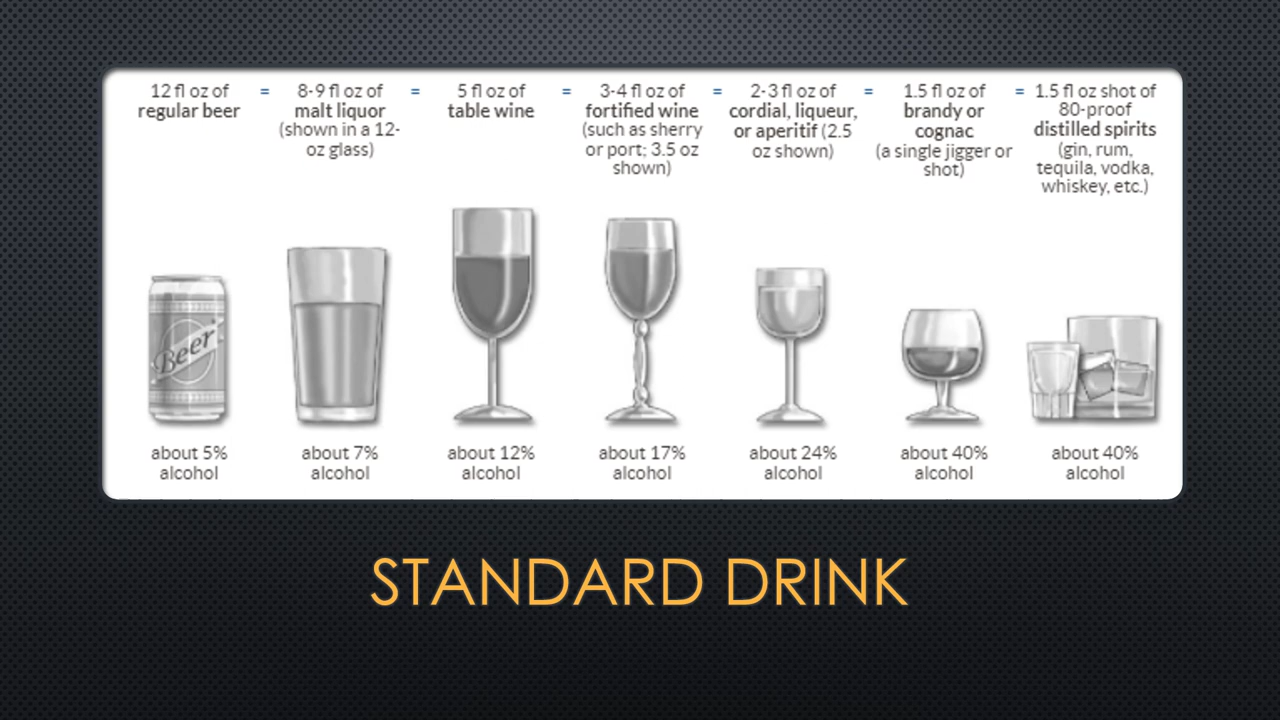 12 fl oz of
regular beer
=
8-9 fl oz of
malt liquor
(shown in a 12-
oz glass)
=
5 fl oz of
table wine
=
3-4 fl oz of
fortified wine
(such as sherry
or port; 3.5 oz
shown)
=
2-3 fl oz of
cordial, liqueur,
or aperitif (2.5
oz shown)
=
1.5 fl oz of
brandy or
cognac
(a single jigger or
shot)
=
1.5 fl oz shot of
80-proof
distilled spirits
(gin, rum,
tequila, vodka,
whiskey, etc.)
Beer
about 5%
alcohol
about 7%
alcohol
about 12%
alcohol
about 17%
alcohol
about 24%
alcohol
about 40%
alcohol
about 40%
alcohol
STANDARD DRINK